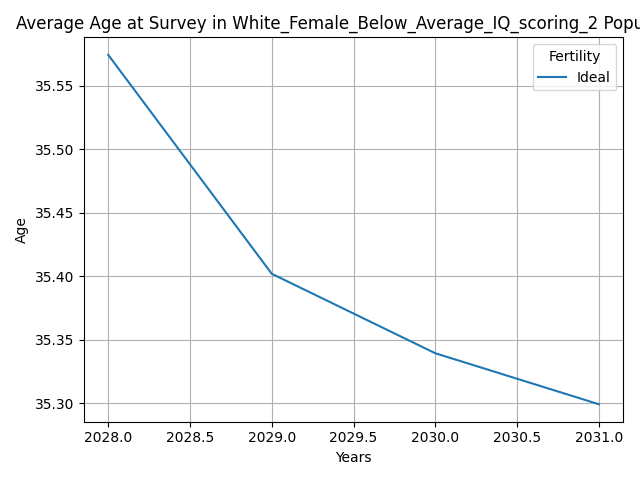 Average Age at Survey in White_Female_Below_Average_IQ_scoring_2 Popu
Fertility
Ideal
35.55
35.50
35.45
35.40
35.35
35.30
Age
2028.0 2028.5 2029.0 2029.5 2030.0 2030.5 2031.0
Years